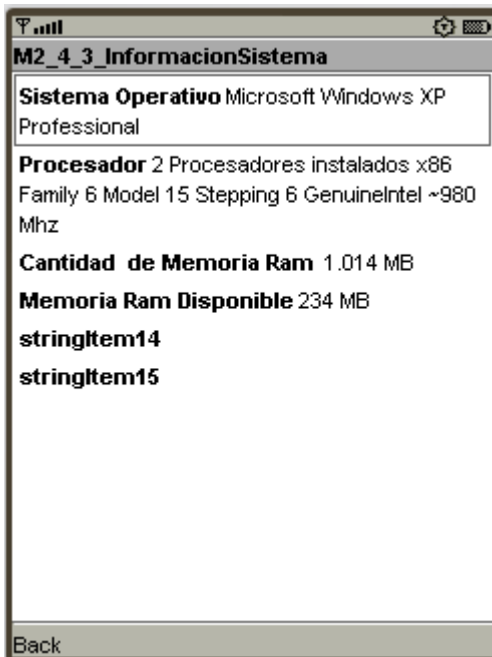 M2_4_3_InformacionSistema
Sistema Operativo Microsoft Windows XP
Professional
Procesador 2 Procesadores instalados x86
Family 6 Model 15 Stepping 6 GenuineIntel ~980
Mhz
Cantidad  de Memoria Ram  1.014 MB
Memoria Ram Disponible 234 MB
stringItem14
stringItem15
Back